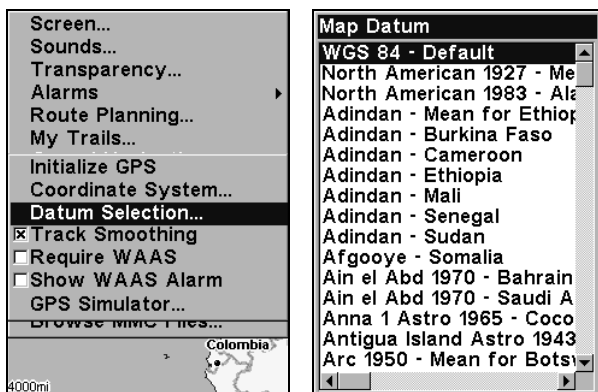 Screen...
Sounds...
Transparency...
Alarms
Route Planning...
My Trails...
Initialize GPS
Coordinate System...
Datum Selection...
Track Smoothing
Require WAAS
Show WAAS Alarm
GPS Simulator...
Browse MMC Files...
Colombia
4000mi
Map Datum
WGS 84 - Default
North American 1927 - Me
North American 1983 - Ala
Adindan - Mean for Ethiop
Adindan - Burkina Faso
Adindan - Cameroon
Adindan - Ethiopia
Adindan - Mali
Adindan - Senegal
Adindan - Sudan
Afgooye - Somalia
Ain el Abd 1970 - Bahrain
Ain el Abd 1970 - Saudi A
Anna 1 Astro 1965 - Coco
Antigua Island Astro 1943
Arc 1950 - Mean for Botsw